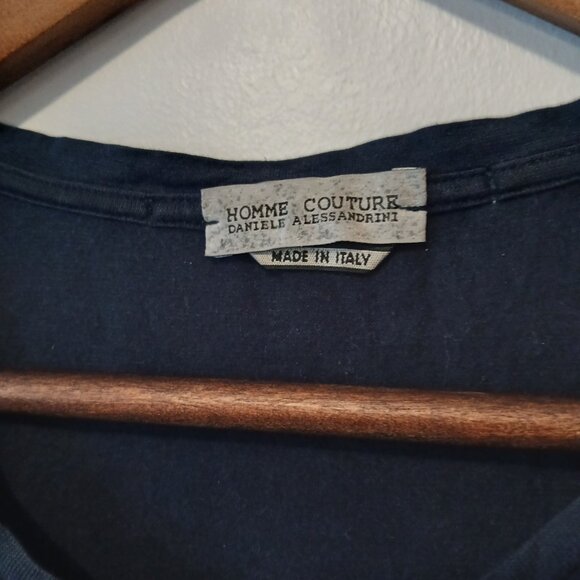 HOMME COUTURE
DANIELE ALESSANDRINI
MADE IN ITALY